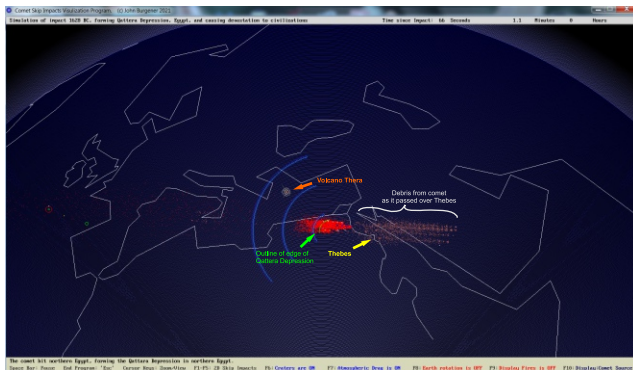 Comet Skip Impacts Visulization Program (c) John Burgener 2021
Simulation of impact 1628 BC, forming Qattara Depression, Egypt, and causing devastation to civilisations Time since Impact: 66 Seconds 1.1 Minutes 0 Hours
Volcano Thera
Debris from comet
as it passed over Thebes
Outline of edge of
Qattara Depression
Thebes
The comet hit northern Egypt, forming the Qattara Depression in northern Egypt.
Space Bar: Pause End Program: 'Esc' Cursor Keys: Zoom/View F1-F5: 2D Skip Impacts F6: Craters are ON F7: Atmospheric Drag is ON F8: Earth rotation is OFF F9: Display Fires is OFF F10: Display Comet Source